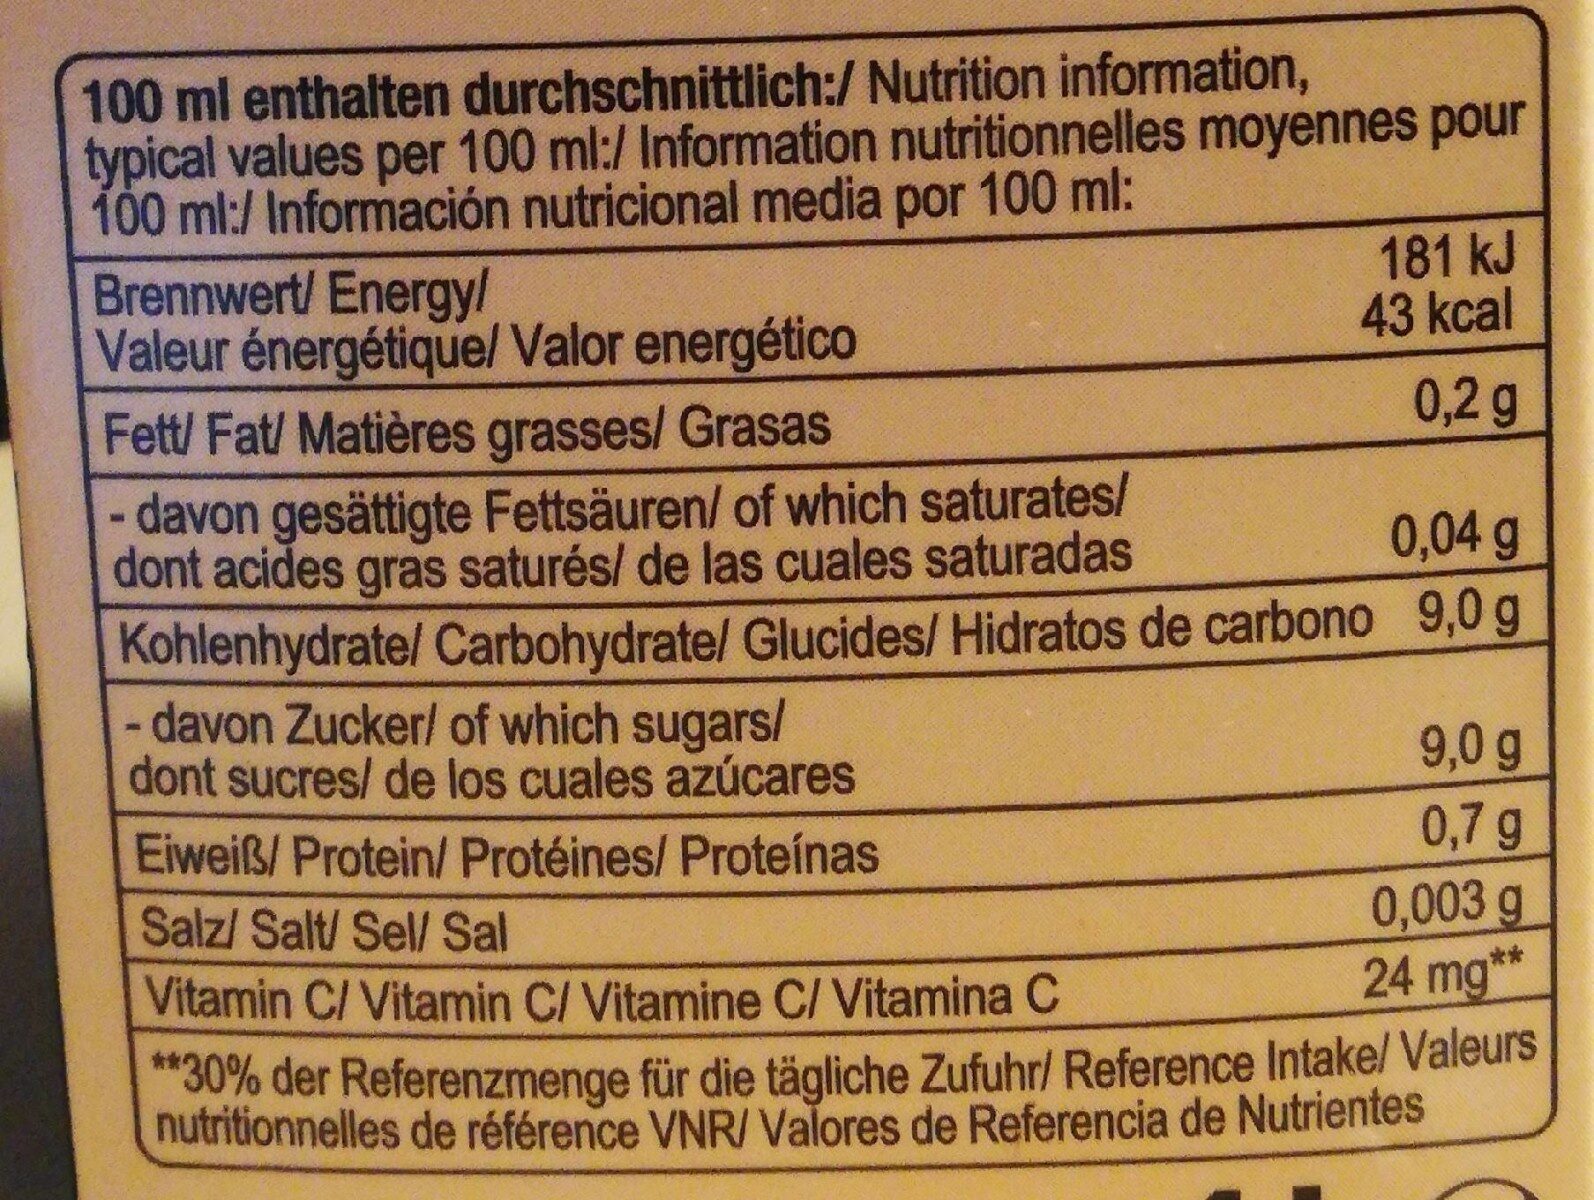 100 ml enthalten durchschnittlich:/ Nutrition information,
typical values per 100 ml:/ Information nutritionnelles moyennes pour
100 ml:/ Información nutricional media por 100 ml:
Brennwert/ Energy/ 181 kJ
Valeur énergétique/ Valor energético 43 kcal
Fett/ Fat/ Matières grasses/ Grasas 0,2 g
- davon gesättigte Fettsäuren/ of which saturates/
dont acides gras saturés/ de las cuales saturadas 0,04 g
Kohlenhydrate/ Carbohydrate/ Glucides/ Hidratos de carbono 9,0 g
- davon Zucker/ of which sugars/
dont sucres/ de los cuales azúcares 9,0 g
Eiweiß/ Protein/ Protéines/ Proteínas 0,7 g
Salz/ Salt/ Sel/ Sal 0,003 g
Vitamin C/ Vitamin C/ Vitamine C/ Vitamina C 24 mg**
**30% der Referenzmenge für die tägliche Zufuhr/ Reference Intake/ Valeurs
nutritionnelles de référence VNR/ Valores de Referencia de Nutrientes